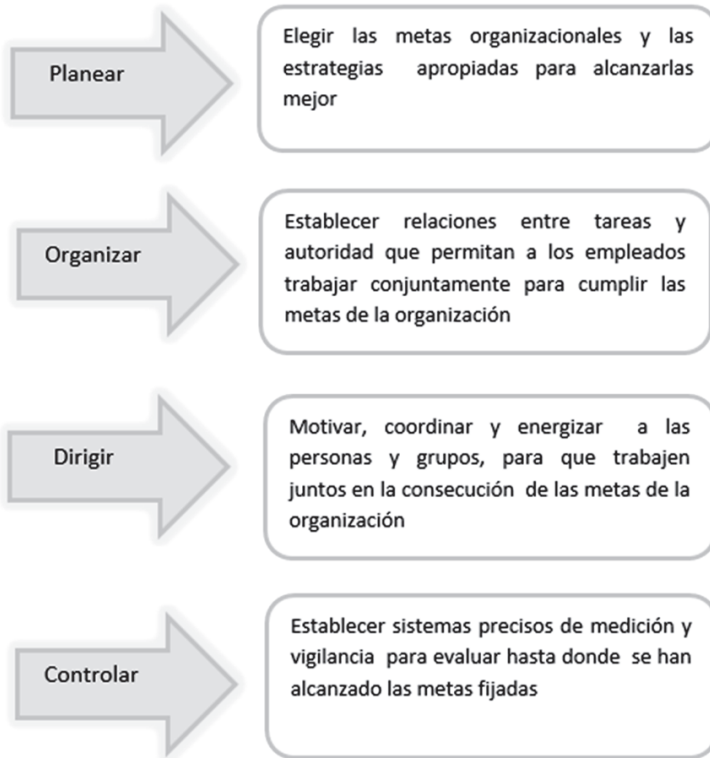 Planear
Elegir las metas organizacionales y las
estrategias apropiadas para alcanzarlas
mejor
Organizar
Establecer relaciones entre tareas y
autoridad que permitan a los empleados
trabajar conjuntamente para cumplir las
metas de la organización
Dirigir
Motivar, coordinar y energizar a las
personas y grupos, para que trabajen
juntos en la consecución de las metas de la
organización
Controlar
Establecer sistemas precisos de medición y
vigilancia para evaluar hasta donde se han
alcanzado las metas fijadas